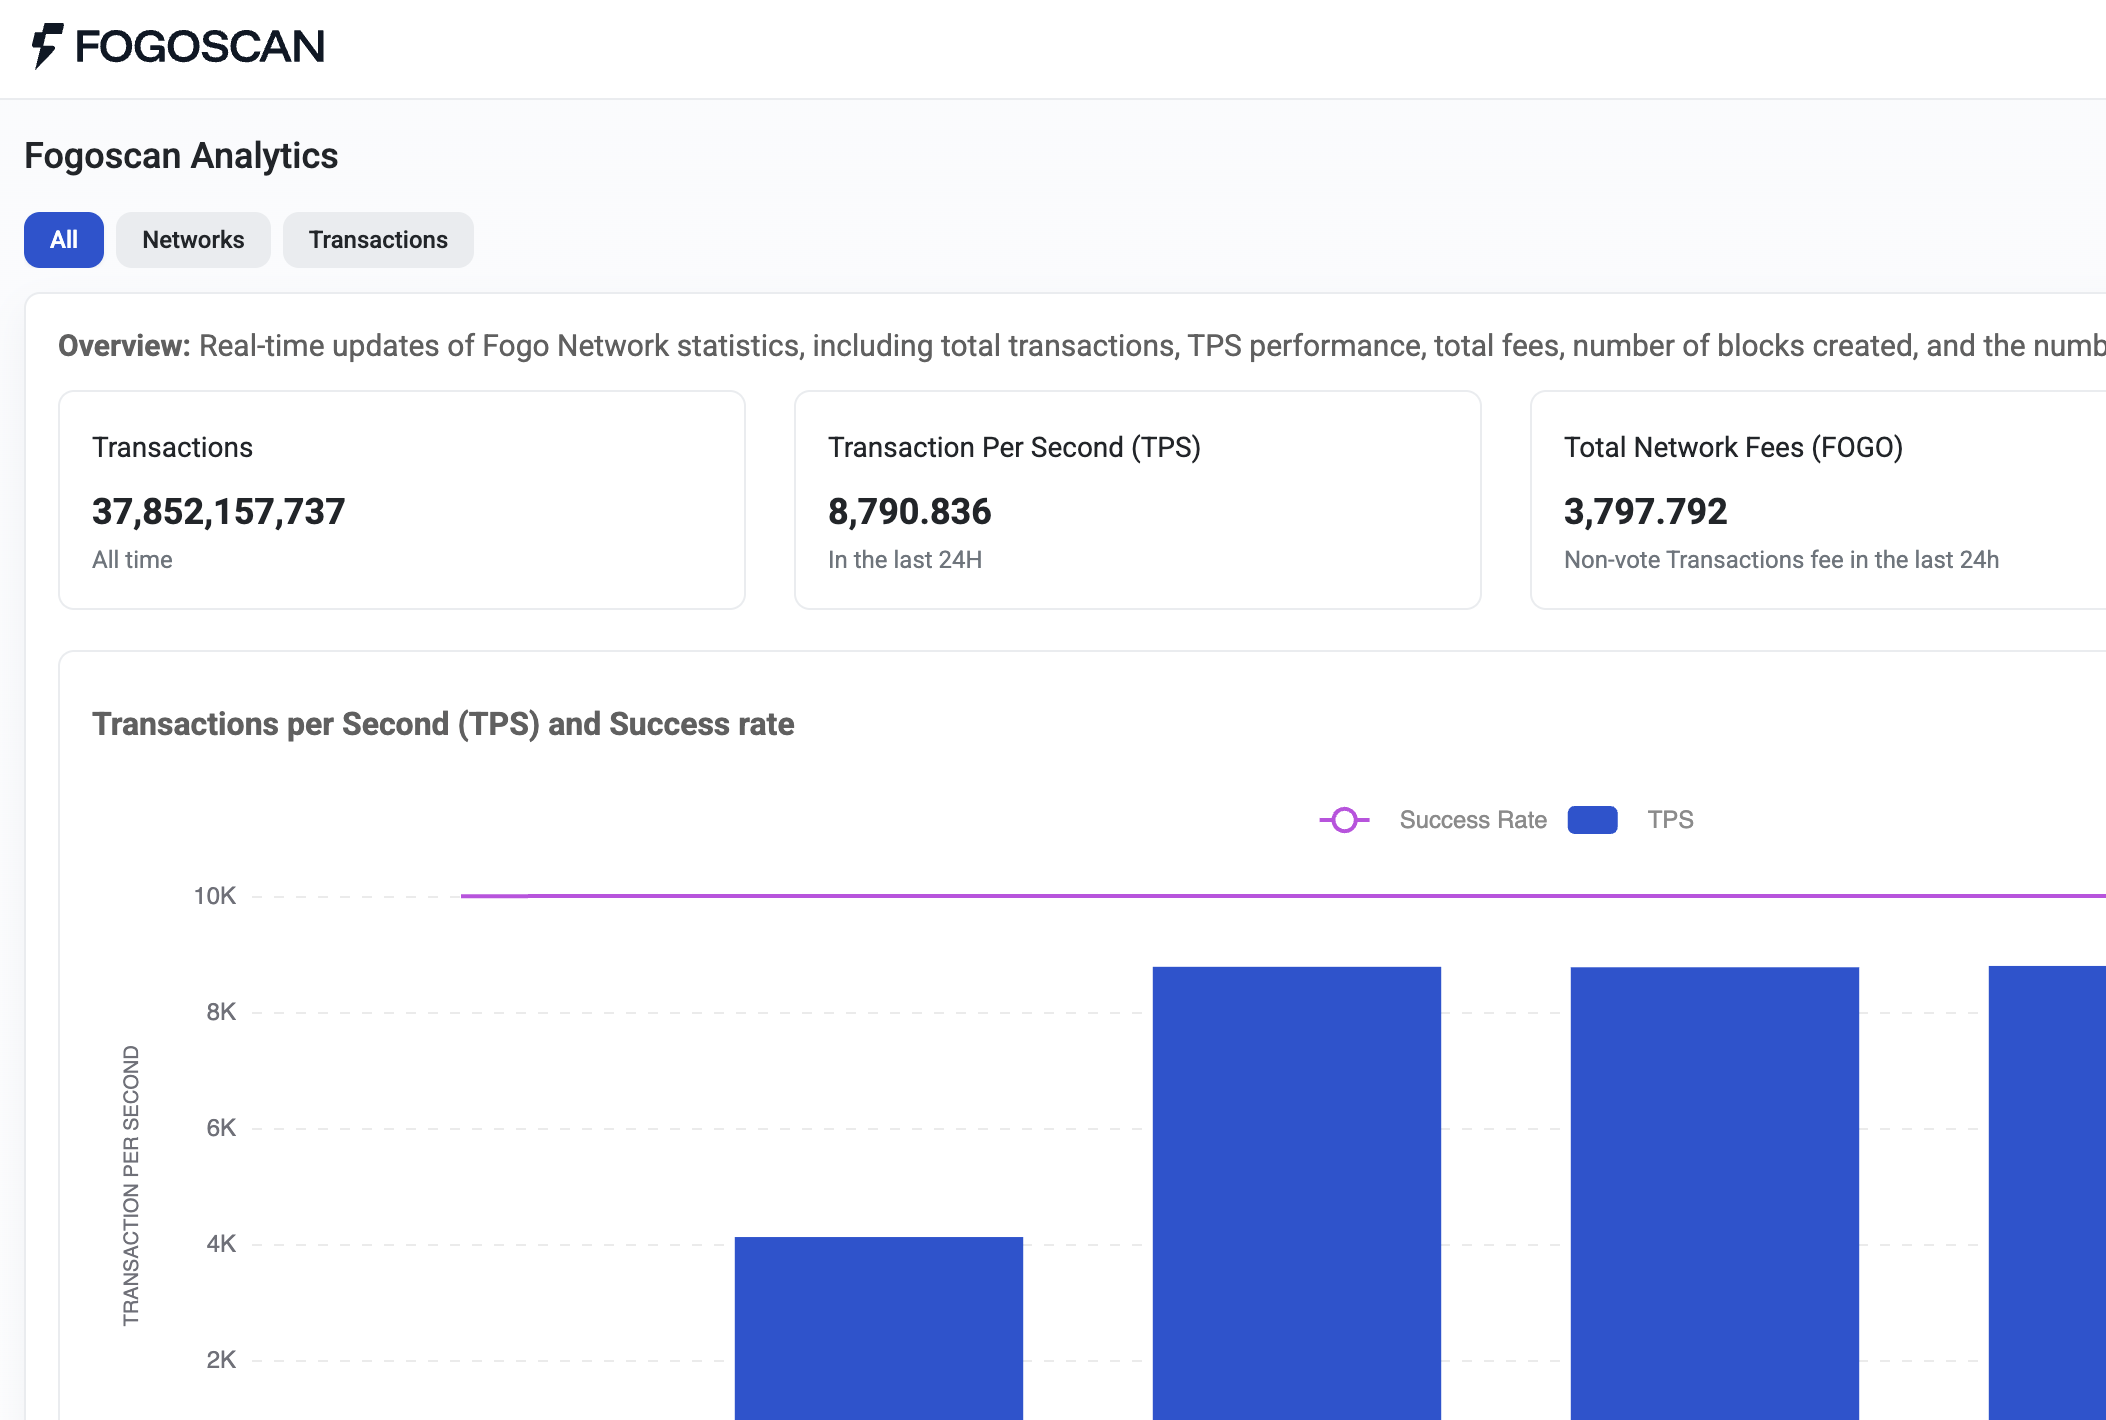 FOGOSCAN
Fogoscan Analytics
All
Networks
Transactions
Overview: Real-time updates of Fogo Network statistics, including total transactions, TPS performance, total fees, number of blocks created, and the numb
Transactions
37,852,157,737
All time
Transaction Per Second (TPS)
8,790.836
In the last 24H
Total Network Fees (FOGO)
3,797.792
Non-vote Transactions fee in the last 24h
Transactions per Second (TPS) and Success rate
Success Rate
TPS
TRANSACTION PER SECOND
10K
8K
6K
4K
2K